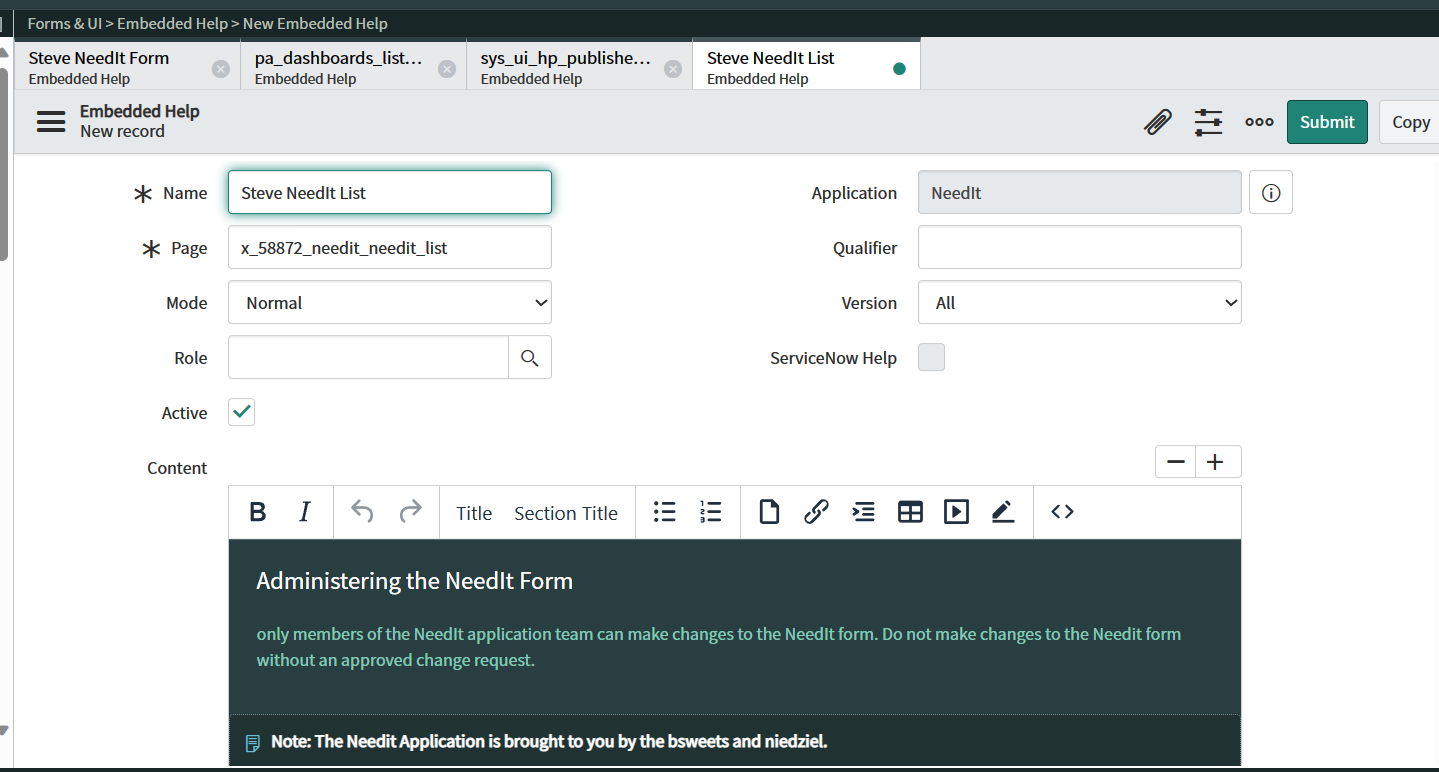 Forms & UI > Embedded Help > New Embedded Help
Steve NeedIt Form
Embedded Help
pa_dashboards_list...
Embedded Help
sys_ui_hp_publishe...
Embedded Help
Steve NeedIt List
Embedded Help
Embedded Help
New record
Submit
Copy
Name
Steve NeedIt List
Application
NeedIt
Page
x_58872_needit_needit_list
Qualifier
Mode
Normal
Version
All
Role
ServiceNow Help
Active
Content
B I Title Section Title
Administering the NeedIt Form
only members of the NeedIt application team can make changes to the NeedIt form. Do not make changes to the Needit form
without an approved change request.
Note: The Needit Application is brought to you by the bsweets and niedziel.